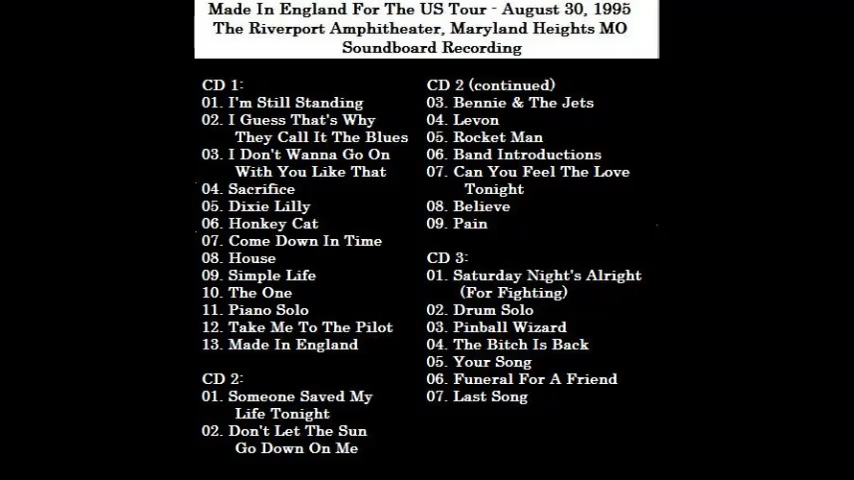 Made In England For The US Tour - August 30, 1995
The Riverport Amphitheater, Maryland Heights MO
Soundboard Recording
CD 1:
01. I'm Still Standing
02. I Guess That's Why
They Call It The Blues
03. I Don't Wanna Go On
With You Like That
04. Sacrifice
05. Dixie Lilly
06. Honkey Cat
07. Come Down In Time
08. House
09. Simple Life
10. The One
11. Piano Solo
12. Take Me To The Pilot
13. Made In England
CD 2:
01. Someone Saved My
Life Tonight
02. Don't Let The Sun
Go Down On Me
CD 2 (continued)
03. Bennie & The Jets
04. Levon
05. Rocket Man
06. Band Introductions
07. Can You Feel The Love
Tonight
08. Believe
09. Pain
CD 3:
01. Saturday Night's Alright
(For Fighting)
02. Drum Solo
03. Pinball Wizard
04. The Bitch Is Back
05. Your Song
06. Funeral For A Friend
07. Last Song